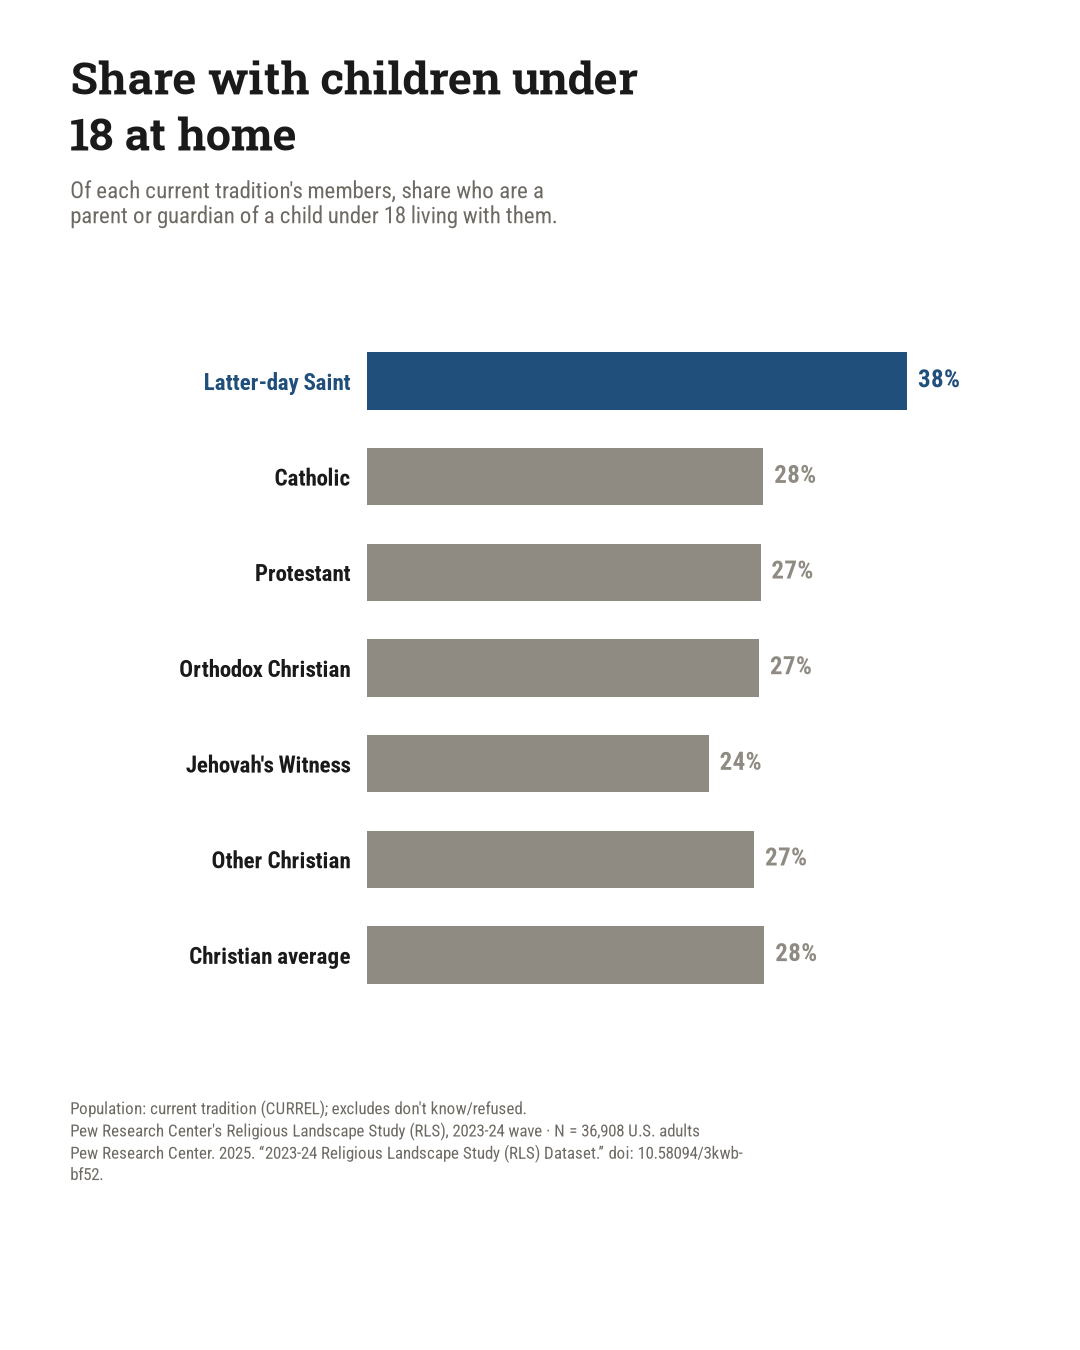 Share with children under
18 at home
Of each current tradition's members, share who are a
parent or guardian of a child under 18 living with them.
Latter-day Saint 38%
Catholic 28%
Protestant 27%
Orthodox Christian 27%
Jehovah's Witness 24%
Other Christian 27%
Christian average 28%
Population: current tradition (CURREL); excludes don't know/refused.
Pew Research Center's Religious Landscape Study (RLS), 2023-24 wave · N = 36,908 U.S. adults
Pew Research Center. 2025. “2023-24 Religious Landscape Study (RLS) Dataset.” doi: 10.58094/3kwb-
bf52.